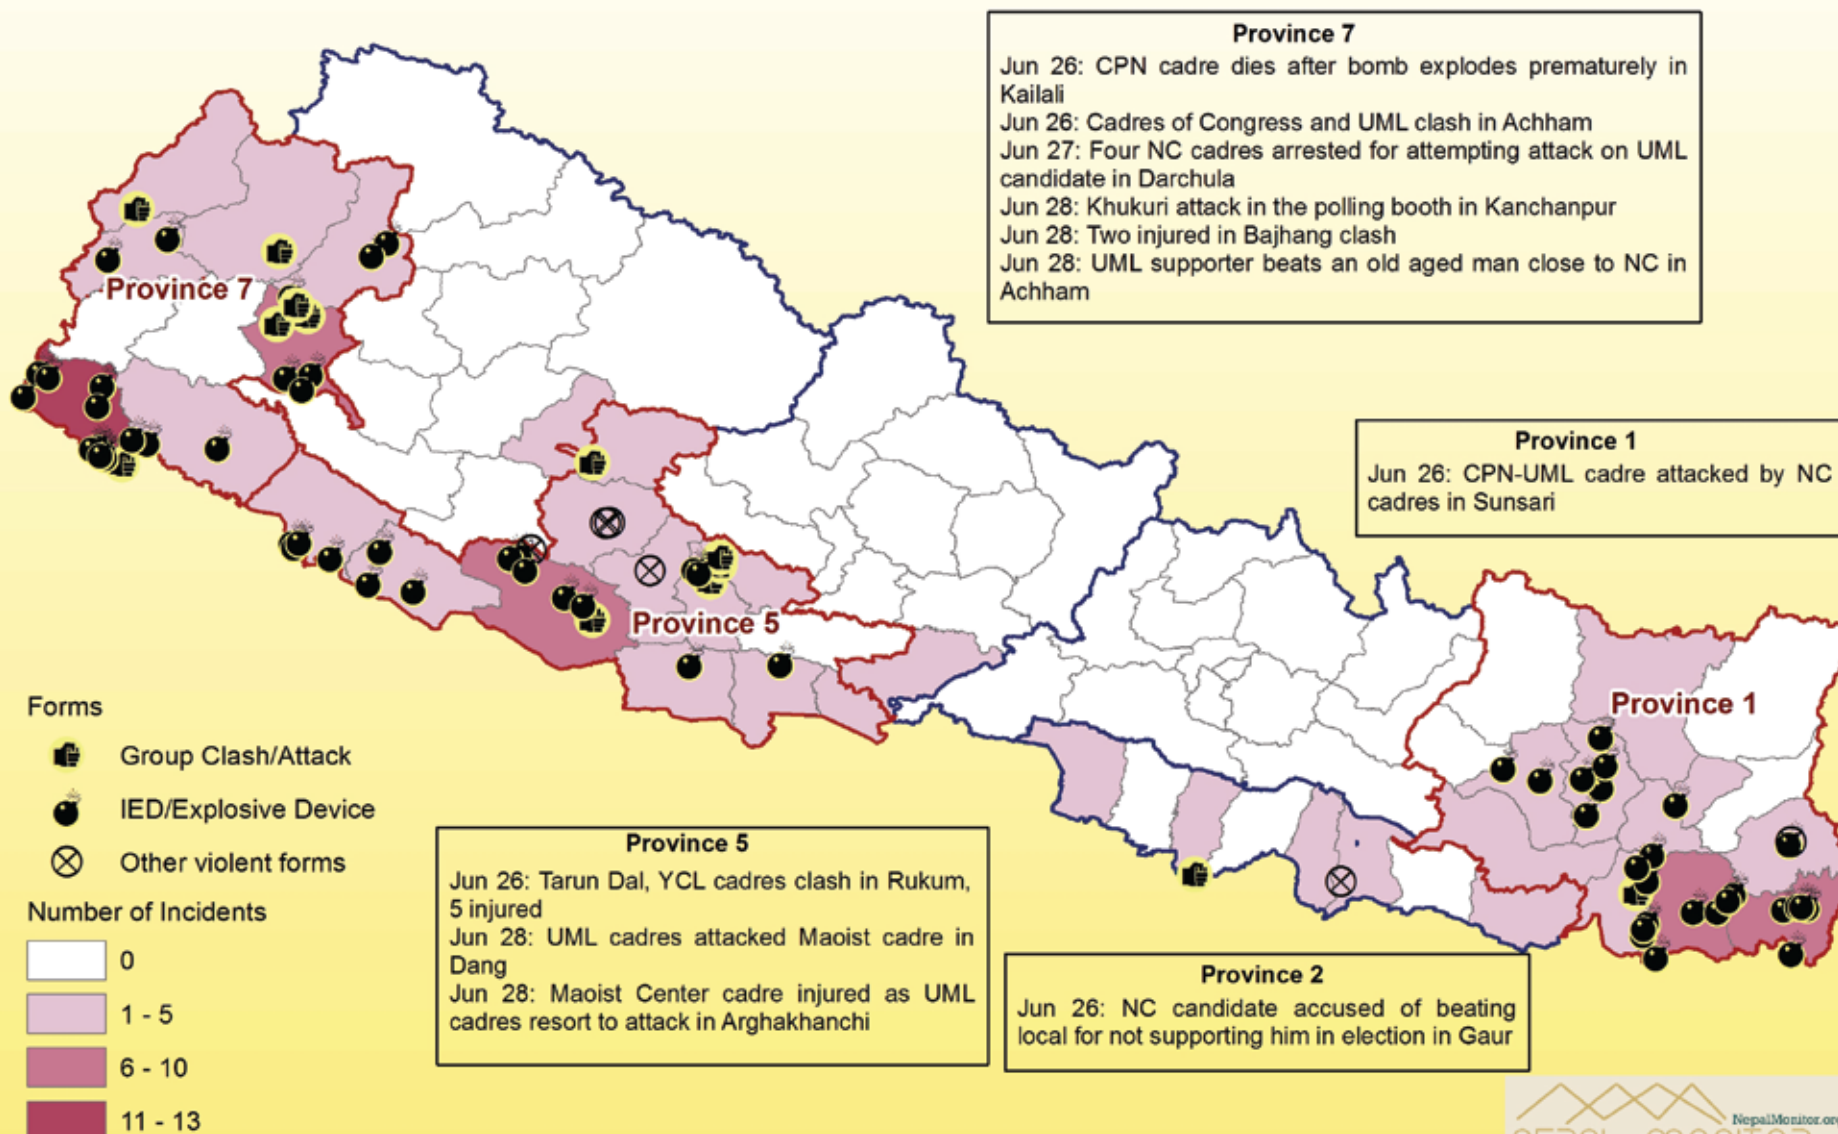 Province 7
Jun 26: CPN cadre dies after bomb explodes prematurely in
Kailali
Jun 26: Cadres of Congress and UML clash in Achham
Jun 27: Four NC cadres arrested for attempting attack on UML
candidate in Darchula
Jun 28: Khukuri attack in the polling booth in Kanchanpur
Jun 28: Two injured in Bajhang clash
Jun 28: UML supporter beats an old aged man close to NC in
Achham
Province 7
Province 1
Jun 26: CPN-UML cadre attacked by NC
cadres in Sunsari
Province 5
Province 1
Forms
Group Clash/Attack
IED/Explosive Device
Other violent forms
Number of Incidents
0
1 - 5
6 - 10
11 - 13
Province 5
Jun 26: Tarun Dal, YCL cadres clash in Rukum,
5 injured
Jun 28: UML cadres attacked Maoist cadre in
Dang
Jun 28: Maoist Center cadre injured as UML
cadres resort to attack in Arghakhanchi
Province 2
Jun 26: NC candidate accused of beating
local for not supporting him in election in Gaur
NepalMonitor.org